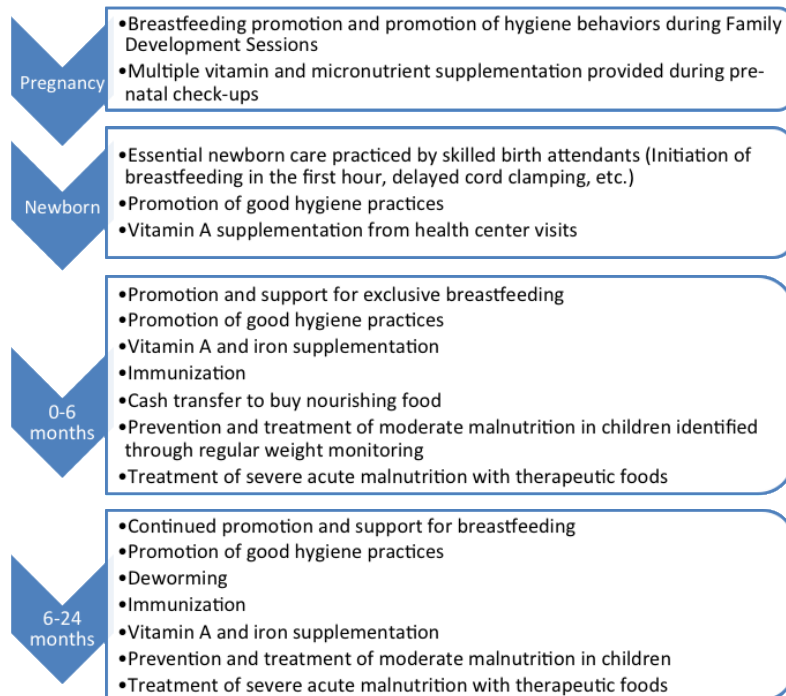 Pregnancy
•Breastfeeding promotion and promotion of hygiene behaviors during Family
Development Sessions
•Multiple vitamin and micronutrient supplementation provided during pre-
natal check-ups
Newborn
•Essential newborn care practiced by skilled birth attendants (Initiation of
breastfeeding in the first hour, delayed cord clamping, etc.)
•Promotion of good hygiene practices
•Vitamin A supplementation from health center visits
0-6
months
•Promotion and support for exclusive breastfeeding
•Promotion of good hygiene practices
•Vitamin A and iron supplementation
•Immunization
•Cash transfer to buy nourishing food
•Prevention and treatment of moderate malnutrition in children identified
through regular weight monitoring
•Treatment of severe acute malnutrition with therapeutic foods
6-24
months
•Continued promotion and support for breastfeeding
•Promotion of good hygiene practices
•Deworming
•Immunization
•Vitamin A and iron supplementation
•Prevention and treatment of moderate malnutrition in children
•Treatment of severe acute malnutrition with therapeutic foods